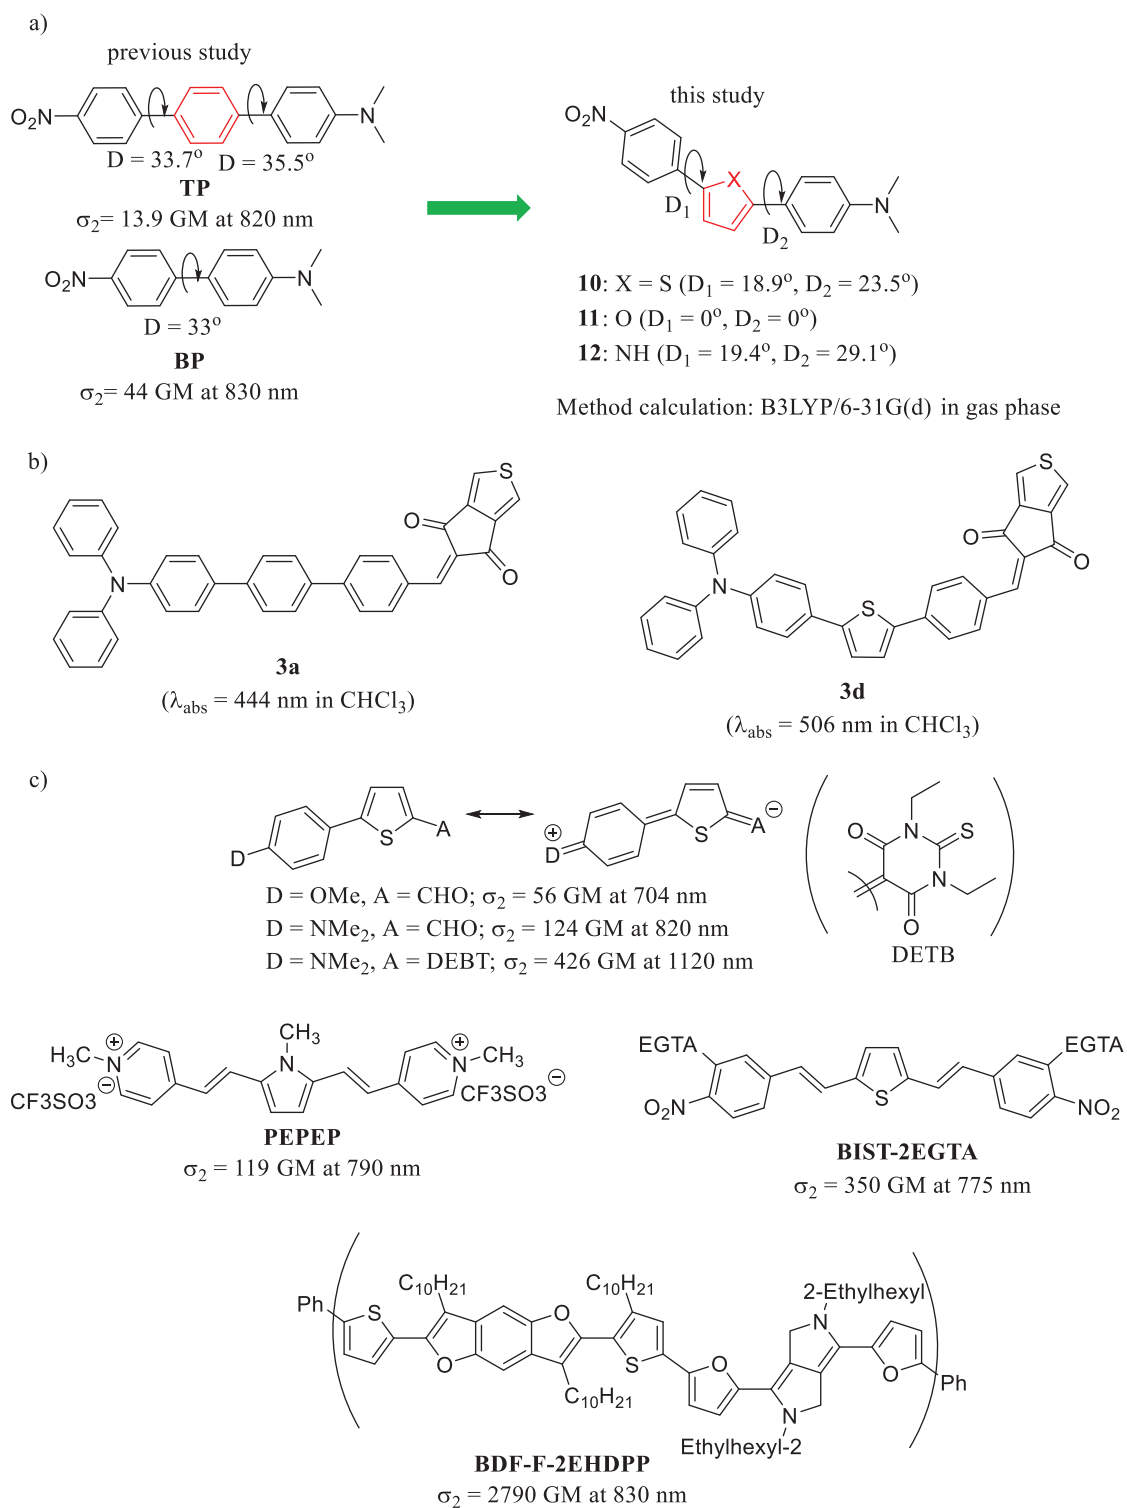 a)
previous study
O₂N
N
D = 33.7°
D = 35.5°
TP
σ₂= 13.9 GM at 820 nm
O₂N
N
D = 33°
BP
σ₂= 44 GM at 830 nm
this study
O₂N
X
N
D₁
D₂
10: X = S (D₁ = 18.9°, D₂ = 23.5°)
11: O (D₁ = 0°, D₂ = 0°)
12: NH (D₁ = 19.4°, D₂ = 29.1°)
Method calculation: B3LYP/6-31G(d) in gas phase
b)
S
O
O
N
3a
(λabs = 444 nm in CHCl₃)
S
O
O
N
S
3d
(λabs = 506 nm in CHCl₃)
c)
D
S
A
⊕
D
S
A
⊖
D = OMe, A = CHO; σ₂ = 56 GM at 704 nm
D = NMe₂, A = CHO; σ₂ = 124 GM at 820 nm
D = NMe₂, A = DEBT; σ₂ = 426 GM at 1120 nm
O
N
S
N
O
DETB
H₃C
N
⊕
⊖
CF3SO3
CH₃
N
⊕
N
CH₃
CF3SO3
⊖
PEPEP
σ₂ = 119 GM at 790 nm
EGTA
O₂N
S
EGTA
NO₂
BIST-2EGTA
σ₂ = 350 GM at 775 nm
Ph
S
C₁₀H₂₁
O
O
C₁₀H₂₁
C₁₀H₂₁
S
O
2-Ethylhexyl
N
N
Ethylhexyl-2
O
Ph
BDF-F-2EHDPP
σ₂ = 2790 GM at 830 nm